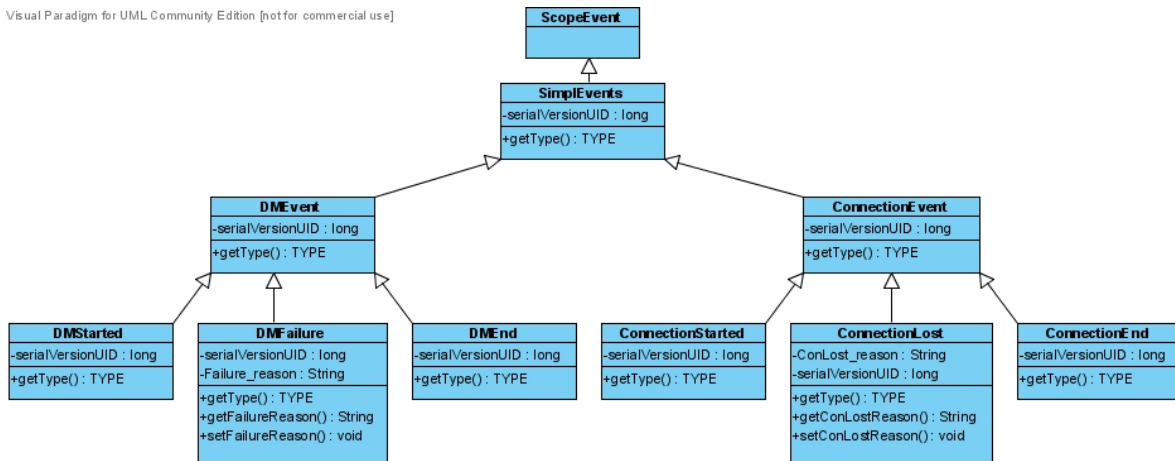 Visual Paradigm for UML Community Edition [not for commercial use]
ScopeEvent
SimplEvents
-serialVersionUID : long
+getType() : TYPE
DMEvent
-serialVersionUID : long
+getType() : TYPE
ConnectionEvent
-serialVersionUID : long
+getType() : TYPE
DMStarted
-serialVersionUID : long
+getType() : TYPE
DMFailure
-serialVersionUID : long
-Failure_reason : String
+getType() : TYPE
+getFailureReason() : String
+setFailureReason() : void
DMEnd
-serialVersionUID : long
+getType() : TYPE
ConnectionStarted
-serialVersionUID : long
+getType() : TYPE
ConnectionLost
-ConLost_reason : String
-serialVersionUID : long
+getType() : TYPE
+getConLostReason() : String
+setConLostReason() : void
ConnectionEnd
-serialVersionUID : long
+getType() : TYPE